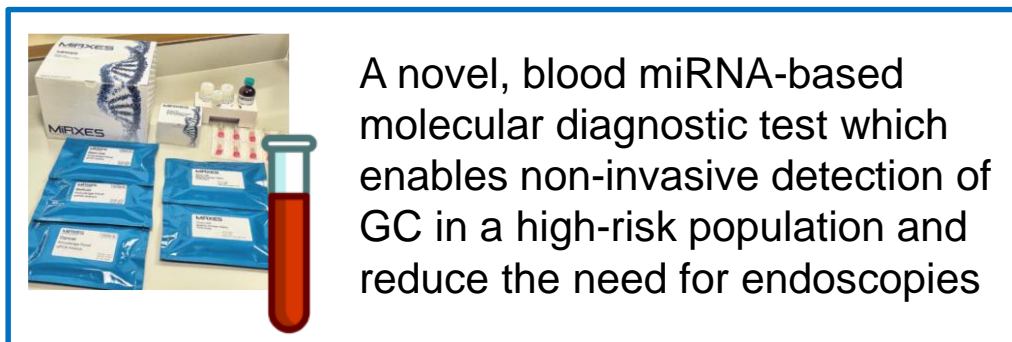 MiRXES
MiRXES
A novel, blood miRNA-based
molecular diagnostic test which
enables non-invasive detection of
GC in a high-risk population and
reduce the need for endoscopies